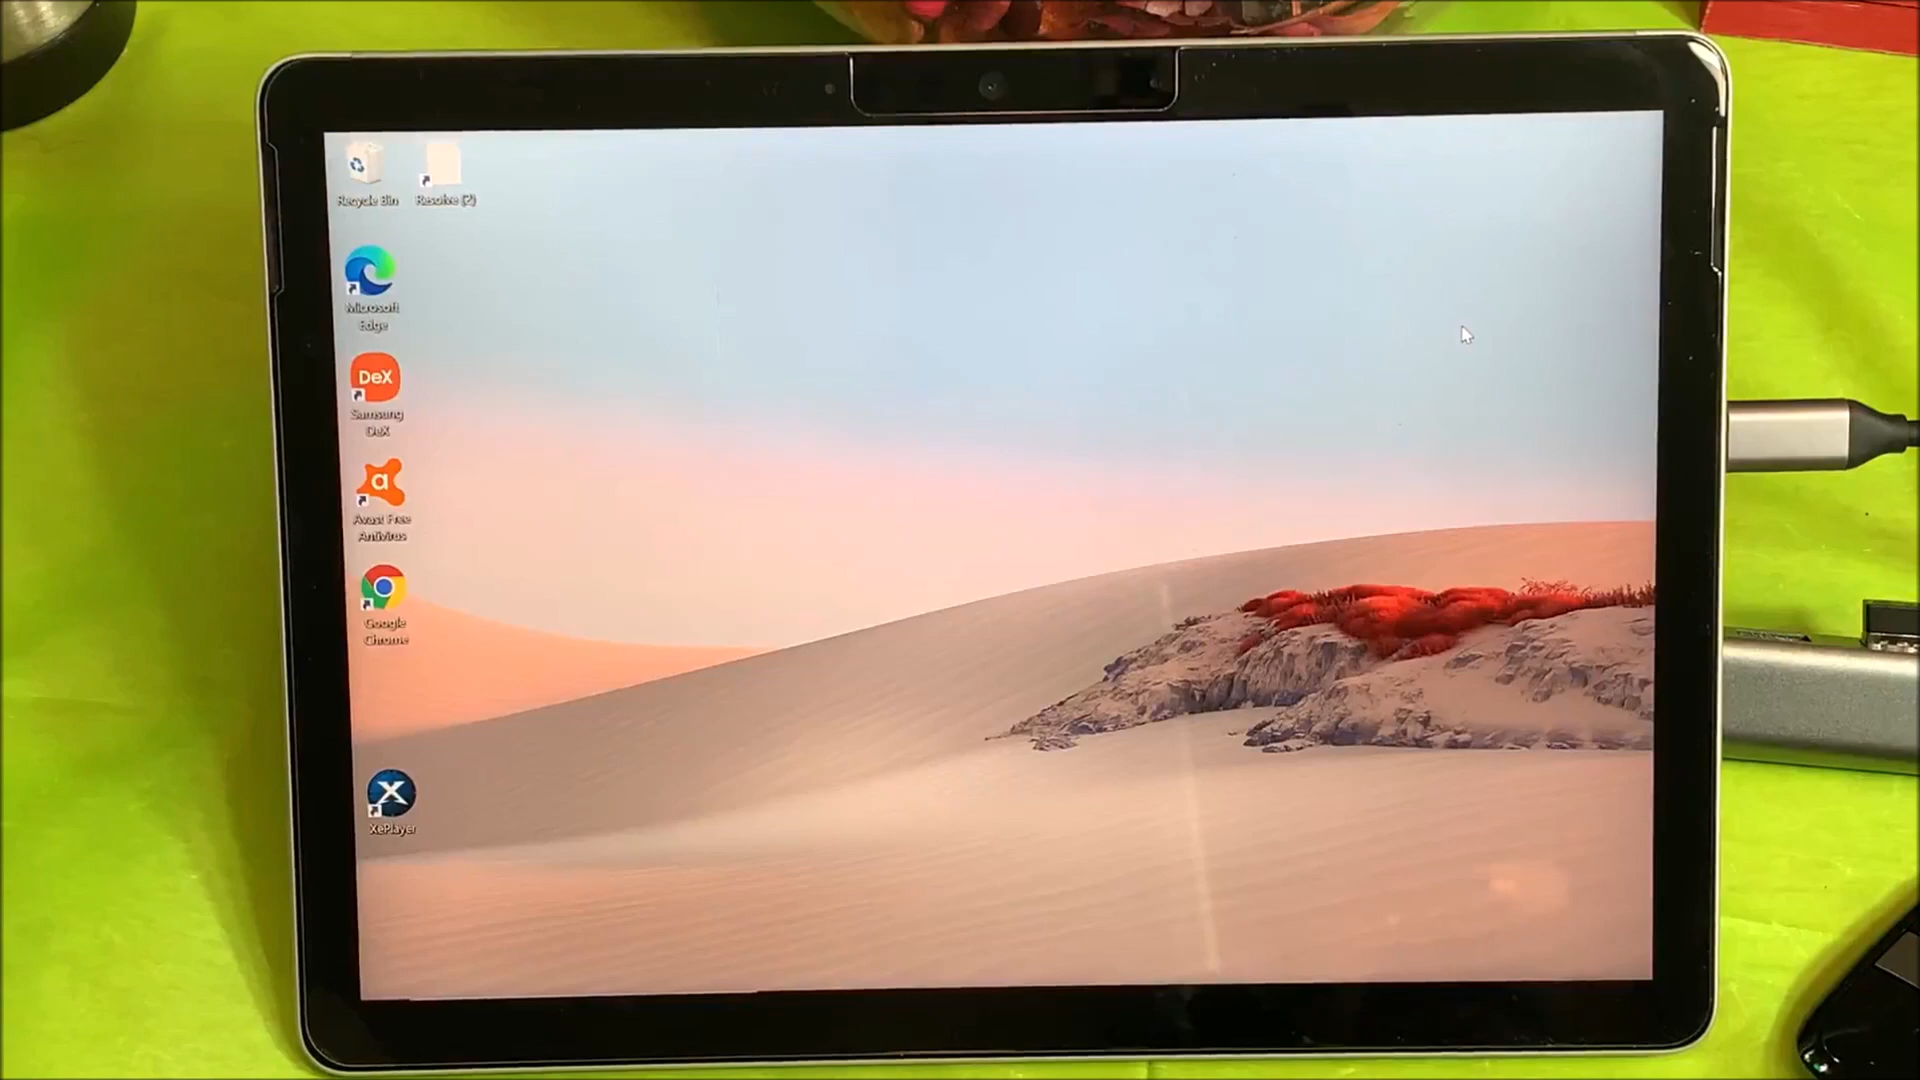 Recycle Bin
Resolve (2)
Microsoft
Edge
DeX
Samsung
DeX
a
Avast Free
Antivirus
Google
Chrome
X
XePlayer